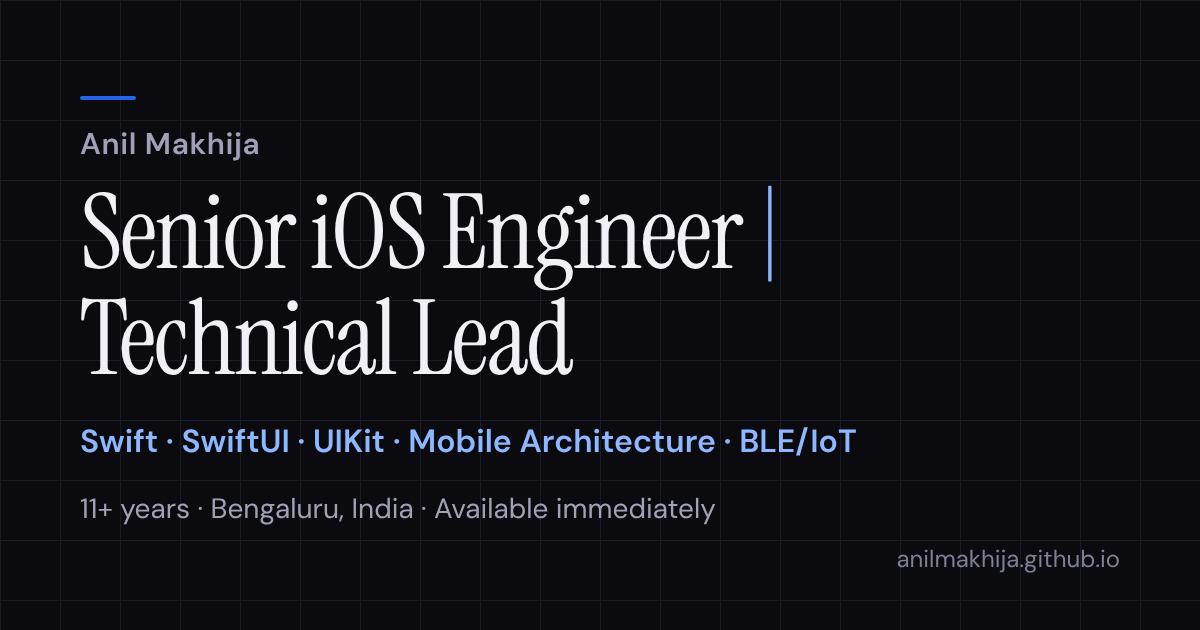 Anil Makhija
Senior iOS Engineer |
Technical Lead
Swift · SwiftUI · UIKit · Mobile Architecture · BLE/IoT
11+ years · Bengaluru, India · Available immediately
anilmakhija.github.io